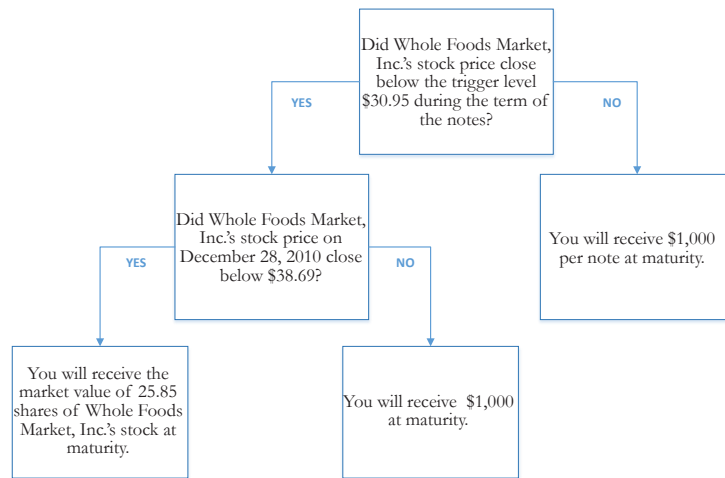 Did Whole Foods Market,
Inc.'s stock price close
below the trigger level
$30.95 during the term of
the notes?
YES
NO
Did Whole Foods Market,
Inc.'s stock price on
December 28, 2010 close
below $38.69?
You will receive $1,000
per note at maturity.
YES
NO
You will receive the
market value of 25.85
shares of Whole Foods
Market, Inc.'s stock at
maturity.
You will receive  $1,000
at maturity.